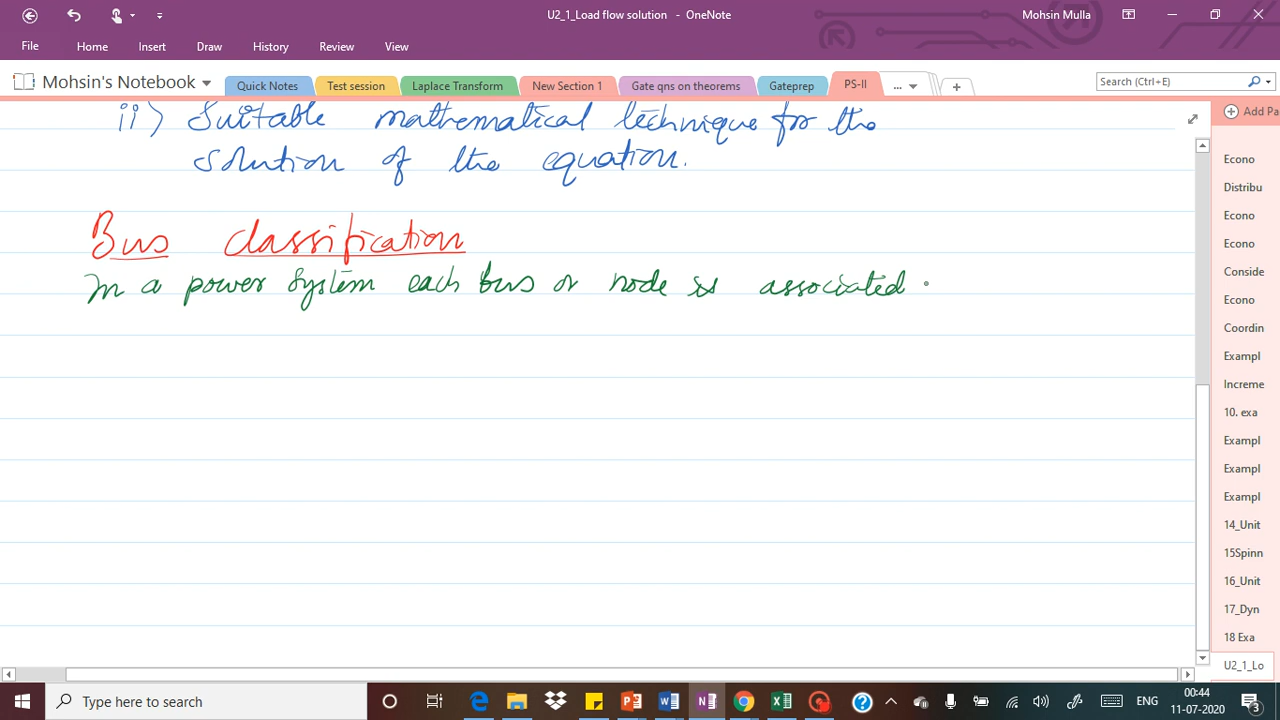 U2_1_Load flow solution - OneNote
Mohsin Mulla
File Home Insert Draw History Review View
Mohsin's Notebook Quick Notes Test session Laplace Transform New Section 1 Gate qns on theorems Gateprep PS-II ... Search (Ctrl+E)
Add Pa
ii) Suitable mathematical technique for the
solution of the equation.
Bus classification
In a power system each bus or node is associated
Econo
Distribu
Econo
Econo
Conside
Econo
Coordin
Exampl
Increme
10. exa
Exampl
Exampl
Exampl
14_Unit
15Spinn
16_Unit
17_Dyn
18 Exa
U2_1_Lo
Type here to search
ENG
00:44
11-07-2020
3